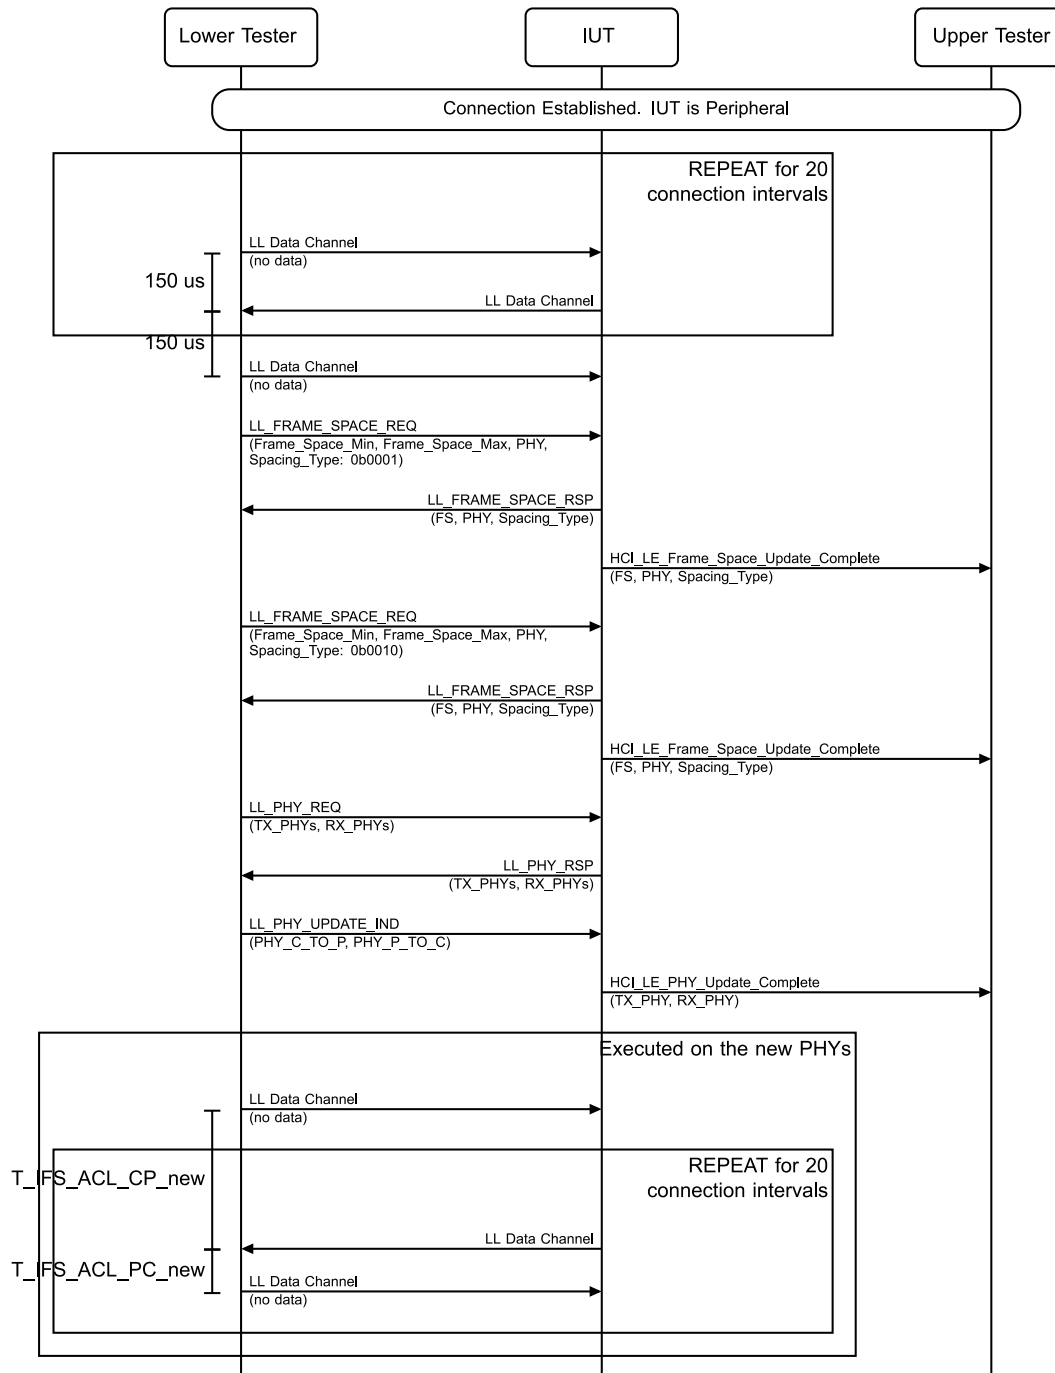 Lower Tester
IUT
Upper Tester
Connection Established. IUT is Peripheral
REPEAT for 20
connection intervals
LL Data Channel
(no data)
150 us
LL Data Channel
150 us
LL Data Channel
(no data)
LL_FRAME_SPACE_REQ
(Frame_Space_Min, Frame_Space_Max, PHY,
Spacing_Type: 0b0001)
LL_FRAME_SPACE_RSP
(FS, PHY, Spacing_Type)
HCI_LE_Frame_Space_Update_Complete
(FS, PHY, Spacing_Type)
LL_FRAME_SPACE_REQ
(Frame_Space_Min, Frame_Space_Max, PHY,
Spacing_Type: 0b0010)
LL_FRAME_SPACE_RSP
(FS, PHY, Spacing_Type)
HCI_LE_Frame_Space_Update_Complete
(FS, PHY, Spacing_Type)
LL_PHY_REQ
(TX_PHYs, RX_PHYs)
LL_PHY_RSP
(TX_PHYs, RX_PHYs)
LL_PHY_UPDATE_IND
(PHY_C_TO_P, PHY_P_TO_C)
HCI_LE_PHY_Update_Complete
(TX_PHY, RX_PHY)
Executed on the new PHYs
LL Data Channel
(no data)
REPEAT for 20
connection intervals
T_IFS_ACL_CP_new
LL Data Channel
T_IFS_ACL_PC_new
LL Data Channel
(no data)